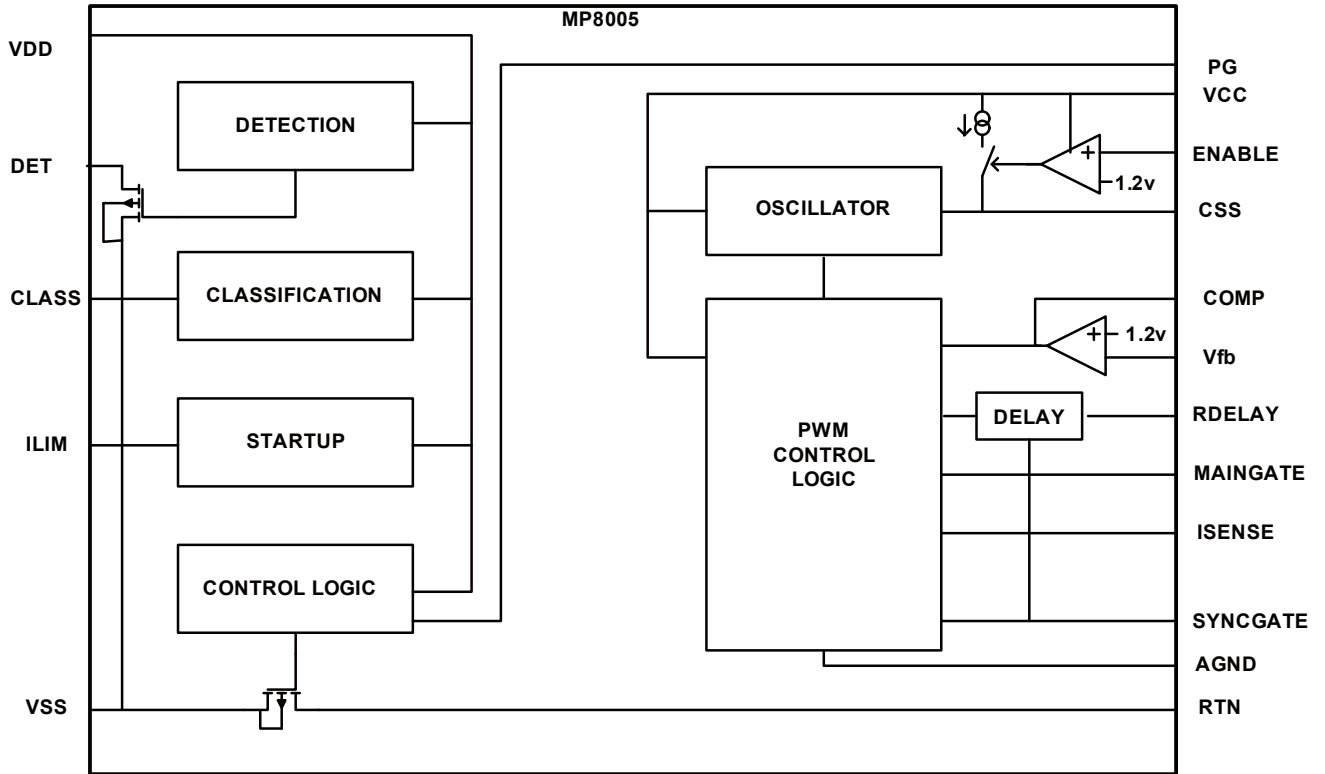 MP8005
VDD
DET
CLASS
ILIM
VSS
DETECTION
CLASSIFICATION
STARTUP
CONTROL LOGIC
OSCILLATOR
PWM
CONTROL
LOGIC
DELAY
+
1.2v
+
1.2v
PG
VCC
ENABLE
CSS
COMP
Vfb
RDELAY
MAINGATE
ISENSE
SYNCGATE
AGND
RTN